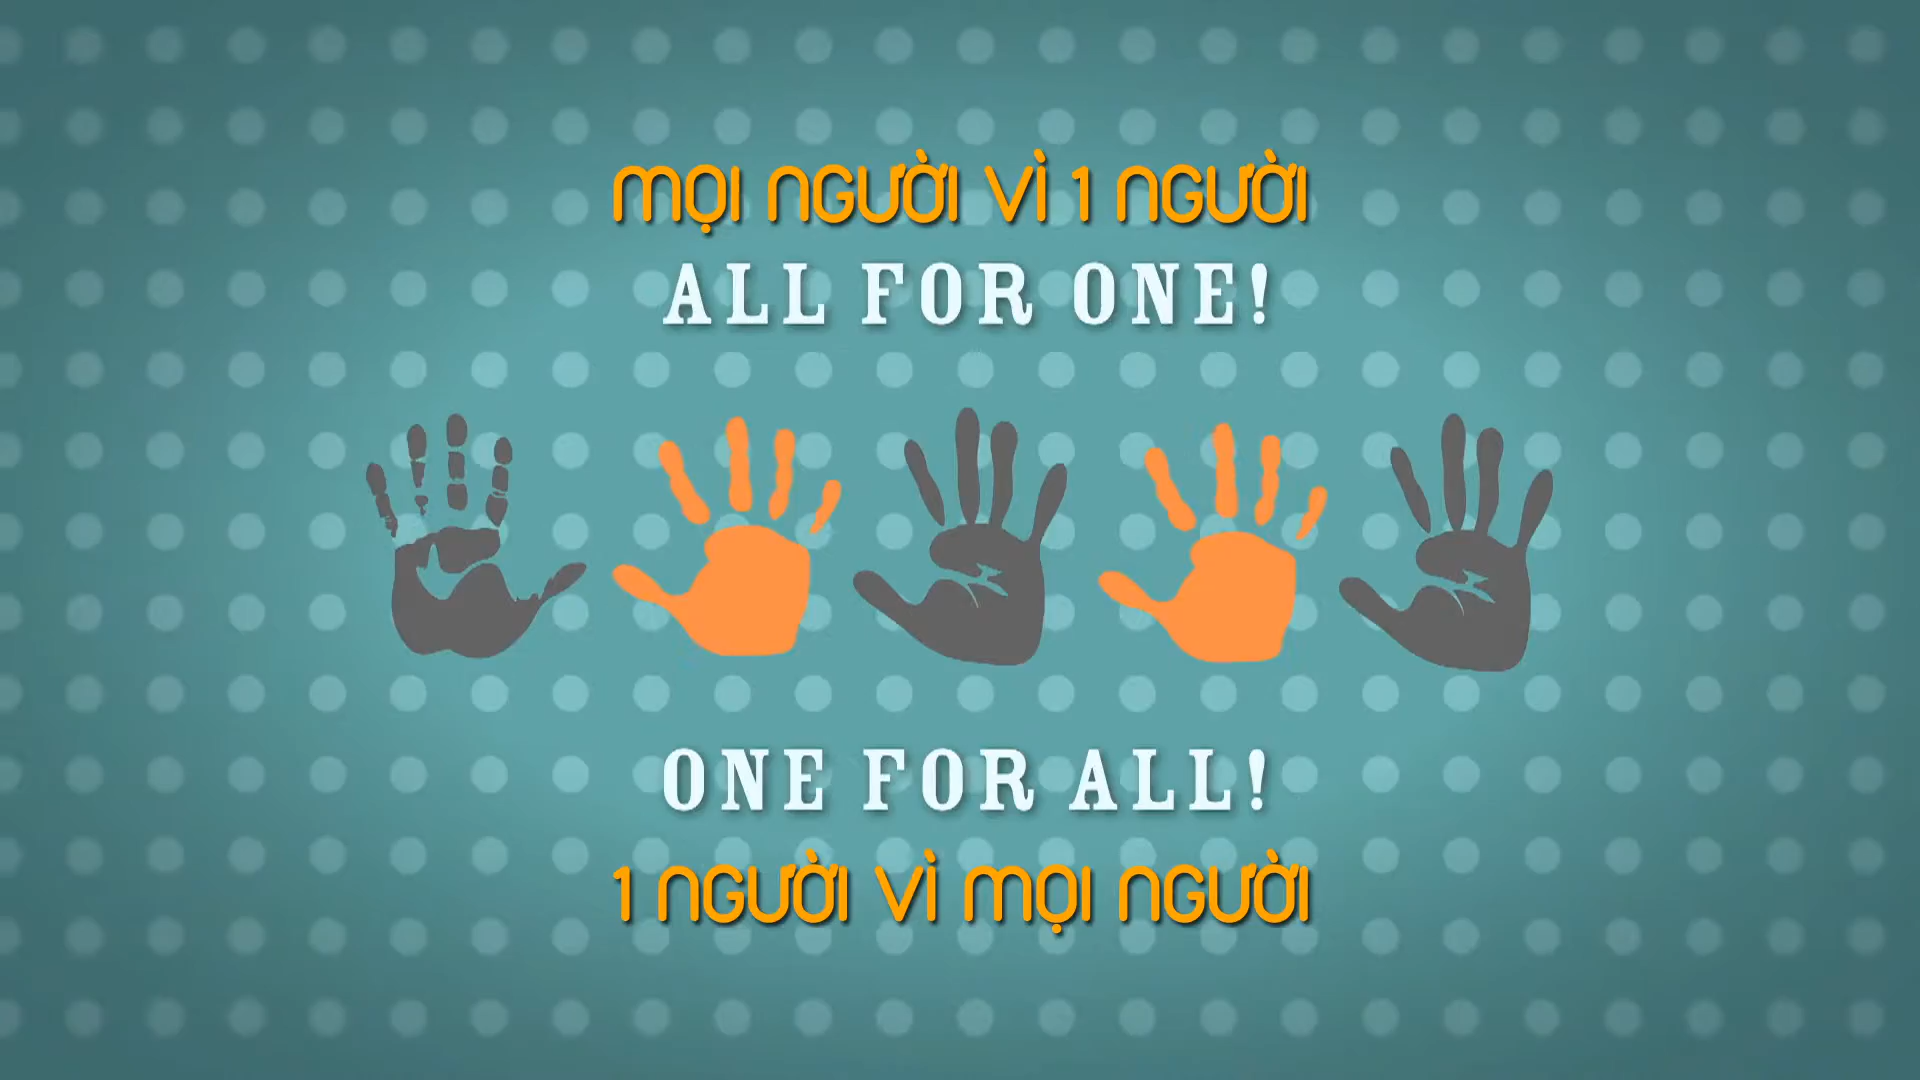 MỌI NGƯỜI VÌ 1 NGƯỜI
ALL FOR ONE!
ONE FOR ALL!
1 NGƯỜI VÌ MỌI NGƯỜI